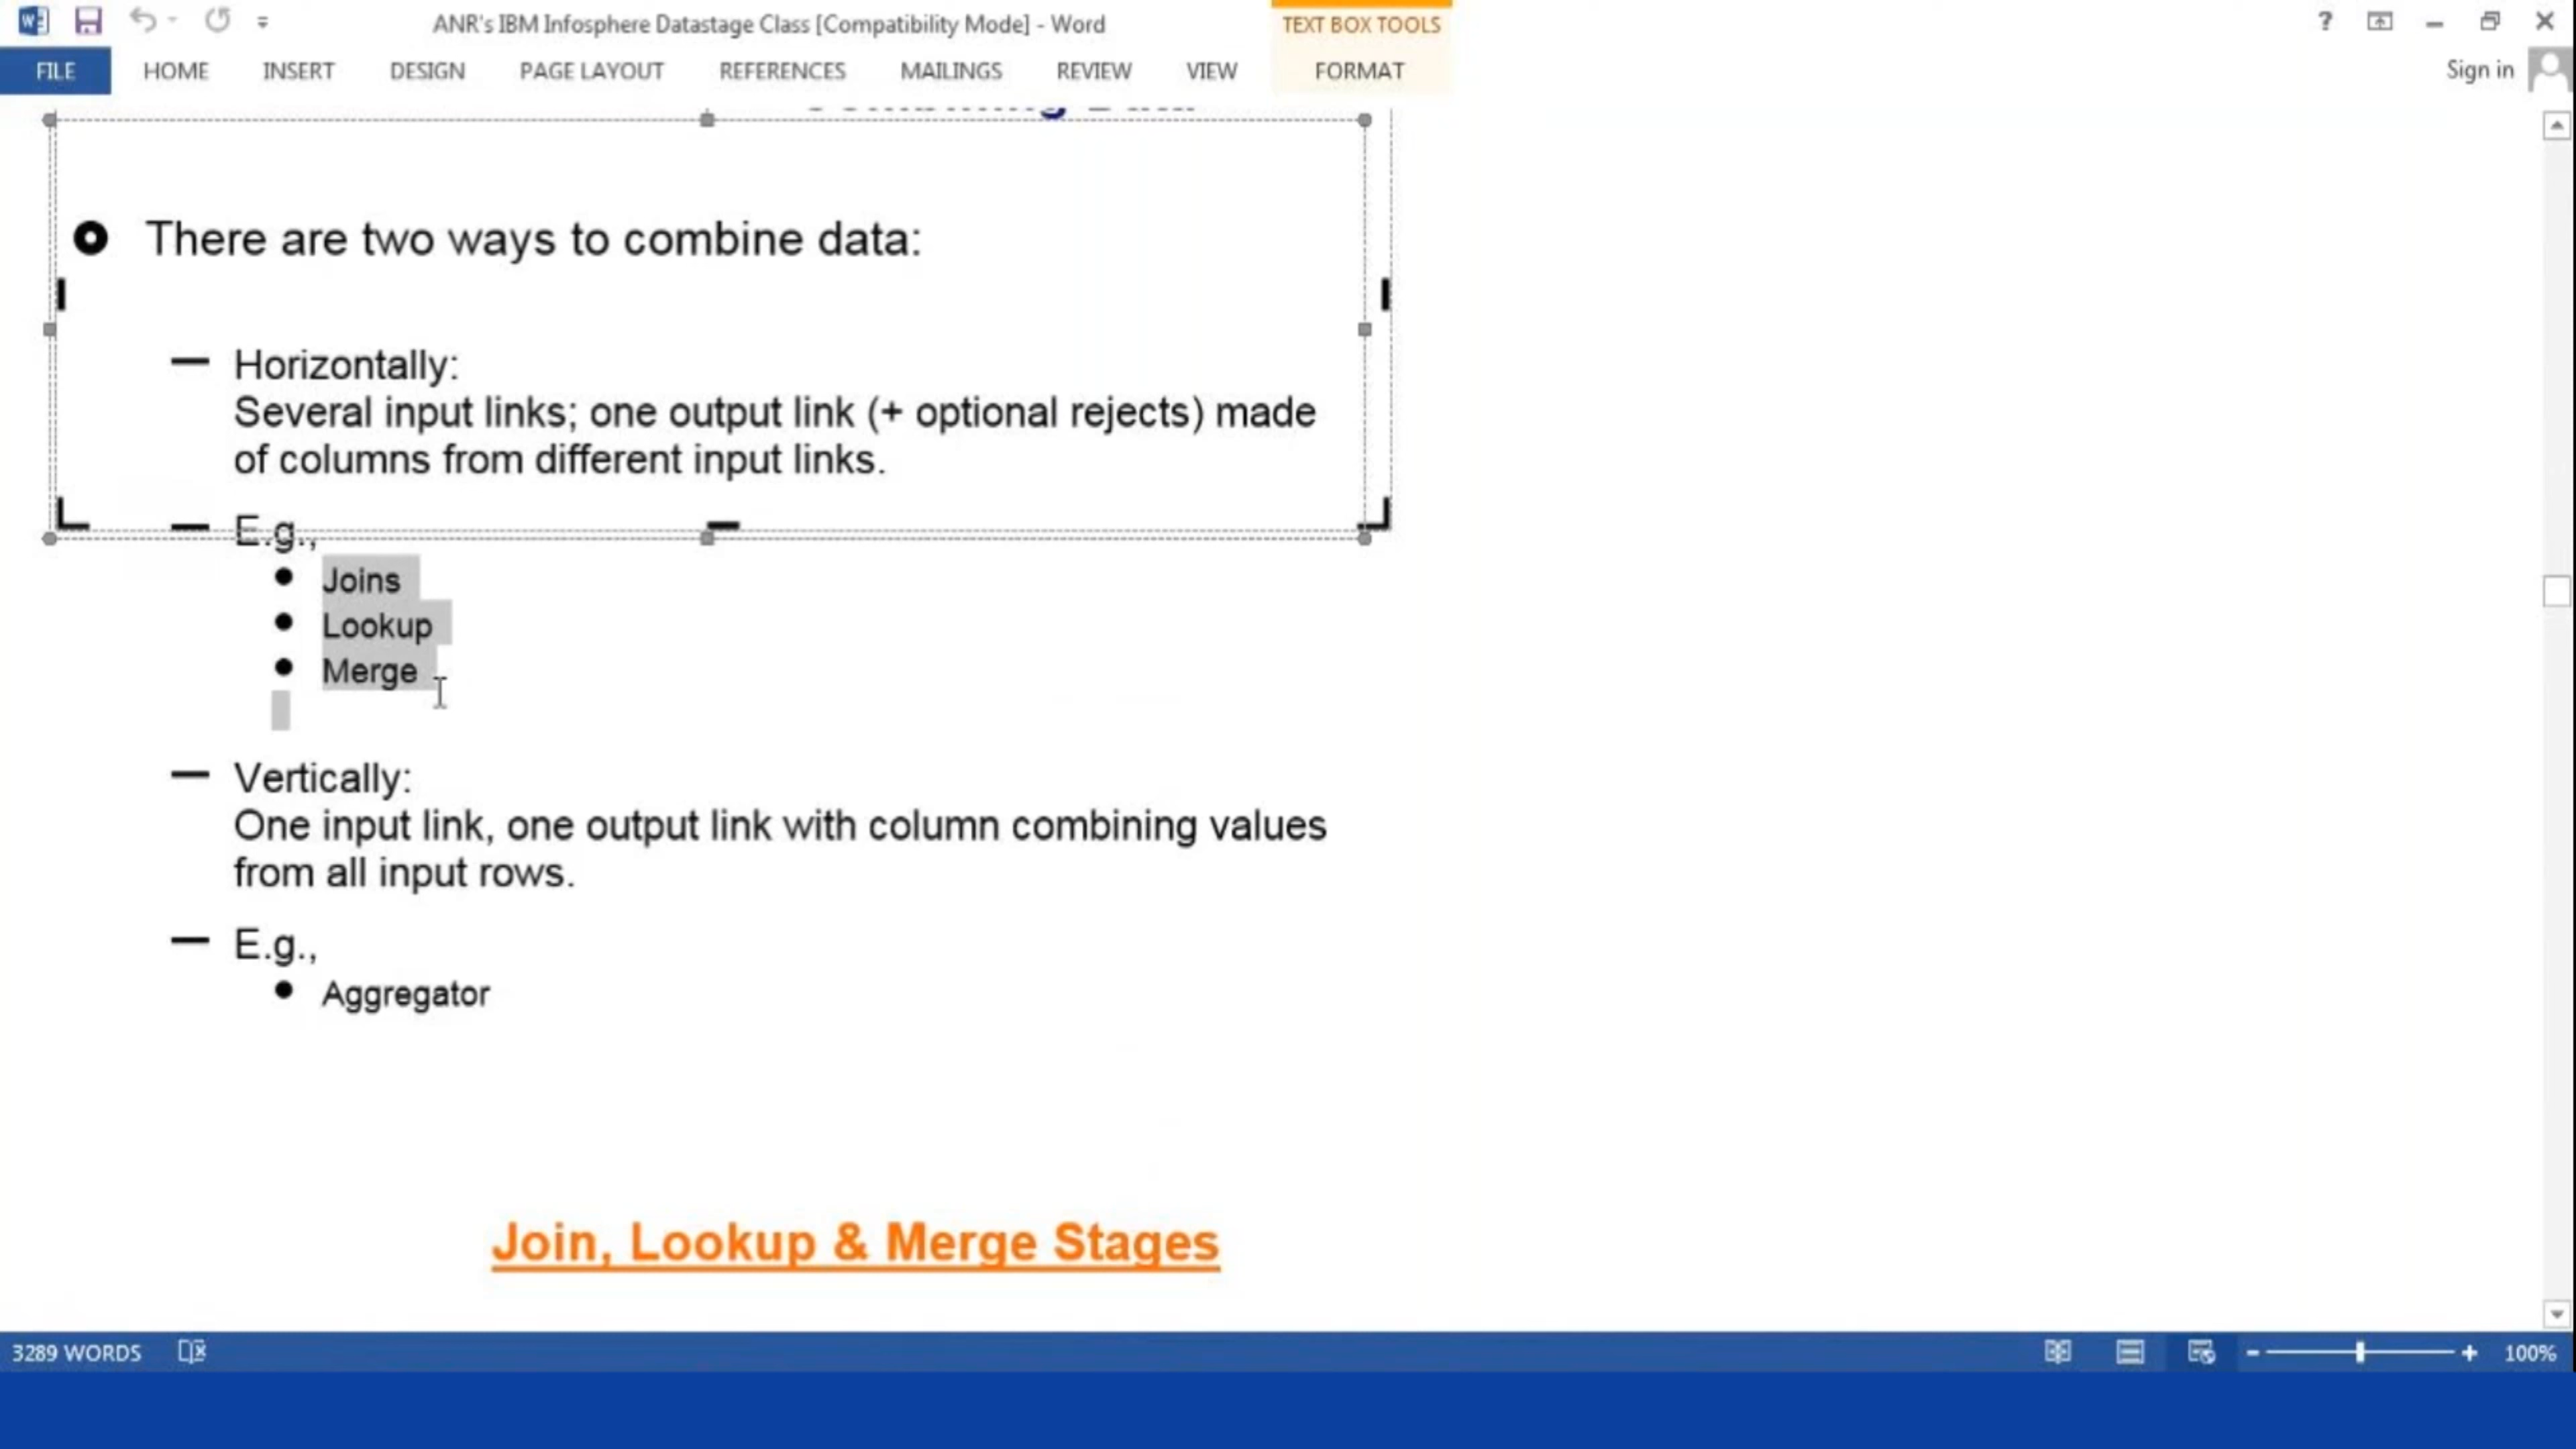 ANR's IBM Infosphere Datastage Class [Compatibility Mode] - Word
TEXT BOX TOOLS
FILE HOME INSERT DESIGN PAGE LAYOUT REFERENCES MAILINGS REVIEW VIEW FORMAT Sign in
There are two ways to combine data:
Horizontally:
Several input links; one output link (+ optional rejects) made
of columns from different input links.
E.g.,
Joins
Lookup
Merge
Vertically:
One input link, one output link with column combining values
from all input rows.
E.g.,
Aggregator
Join, Lookup & Merge Stages
3289 WORDS
100%